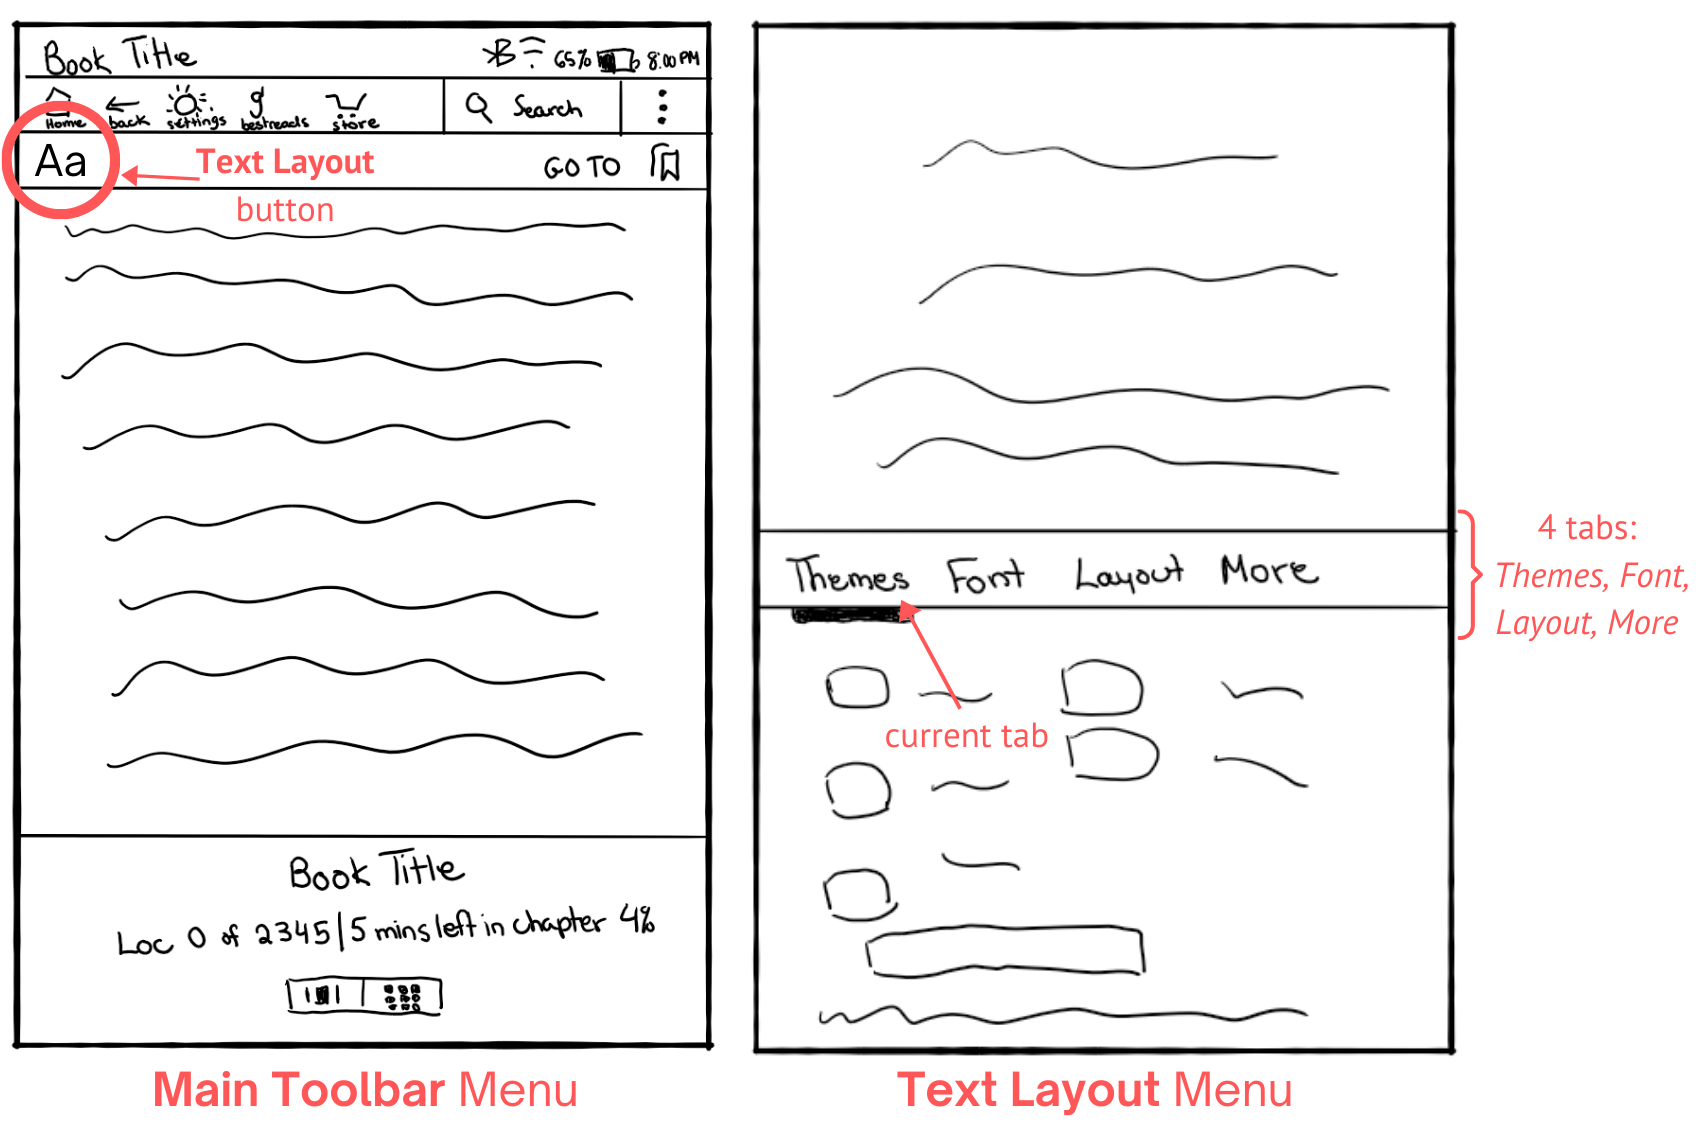 Book Title 65% 8:00 PM
Home back settings bestreads store Search
Aa Text Layout GO TO
button
Book Title
Loc 0 of 2345 | 5 mins left in chapter 4%
Main Toolbar Menu
Themes Font Layout More
4 tabs:
Themes, Font,
Layout, More
current tab
Text Layout Menu